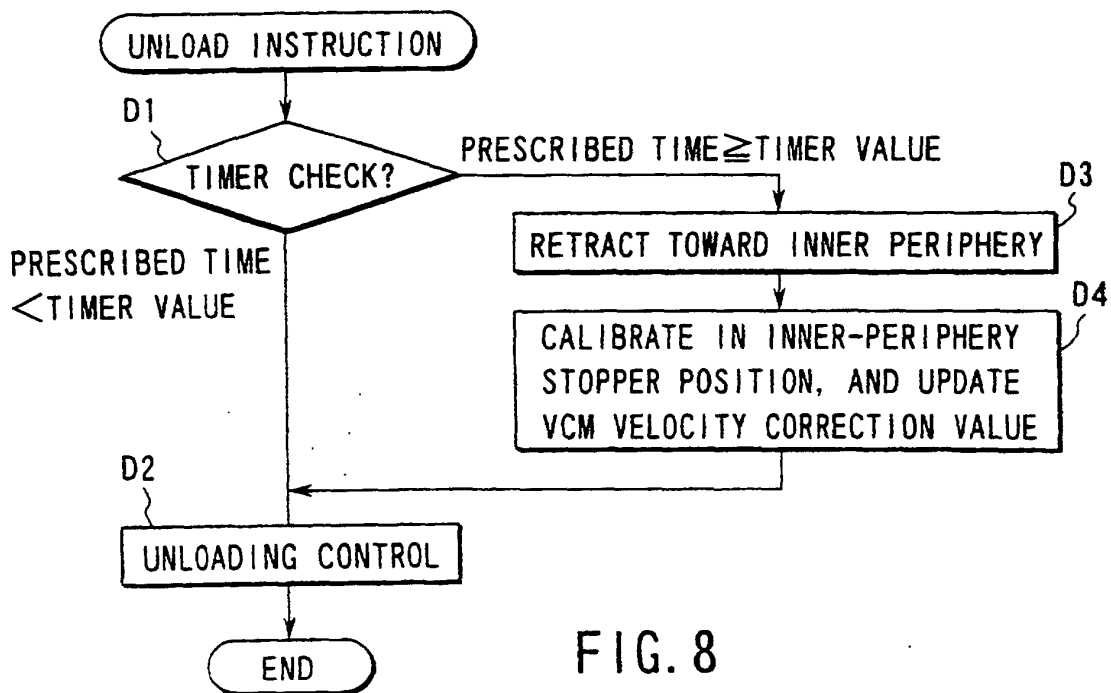 UNLOAD INSTRUCTION
D1
TIMER CHECK?
PRESCRIBED TIME≧TIMER VALUE
D3
RETRACT TOWARD INNER PERIPHERY
PRESCRIBED TIME
<TIMER VALUE
D4
CALIBRATE IN INNER-PERIPHERY
STOPPER POSITION, AND UPDATE
VCM VELOCITY CORRECTION VALUE
D2
UNLOADING CONTROL
END
FIG. 8